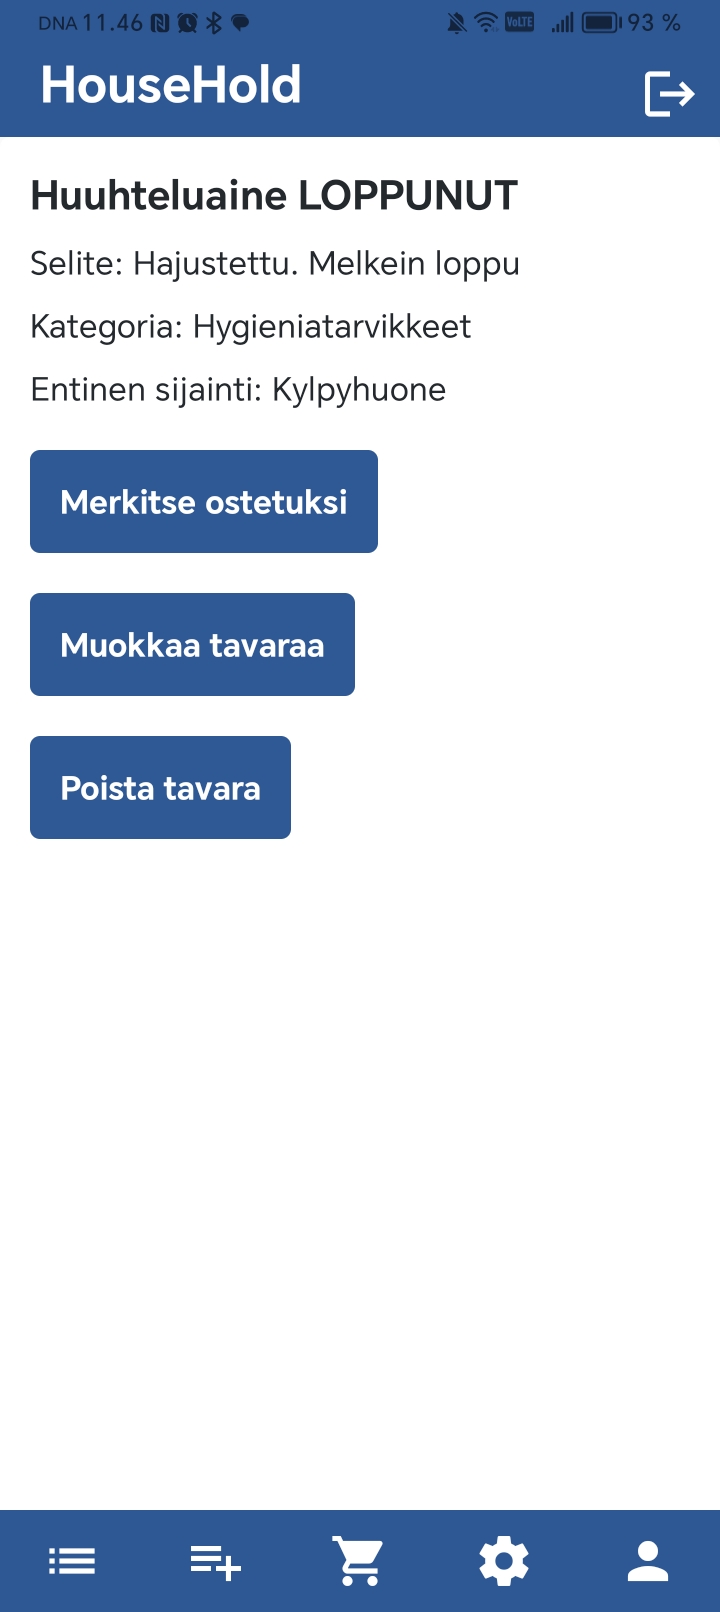 DNA 11.46 VoLTE 93 %
HouseHold
Huuhteluaine LOPPUNUT
Selite: Hajustettu. Melkein loppu
Kategoria: Hygieniatarvikkeet
Entinen sijainti: Kylpyhuone
Merkitse ostetuksi
Muokkaa tavaraa
Poista tavara